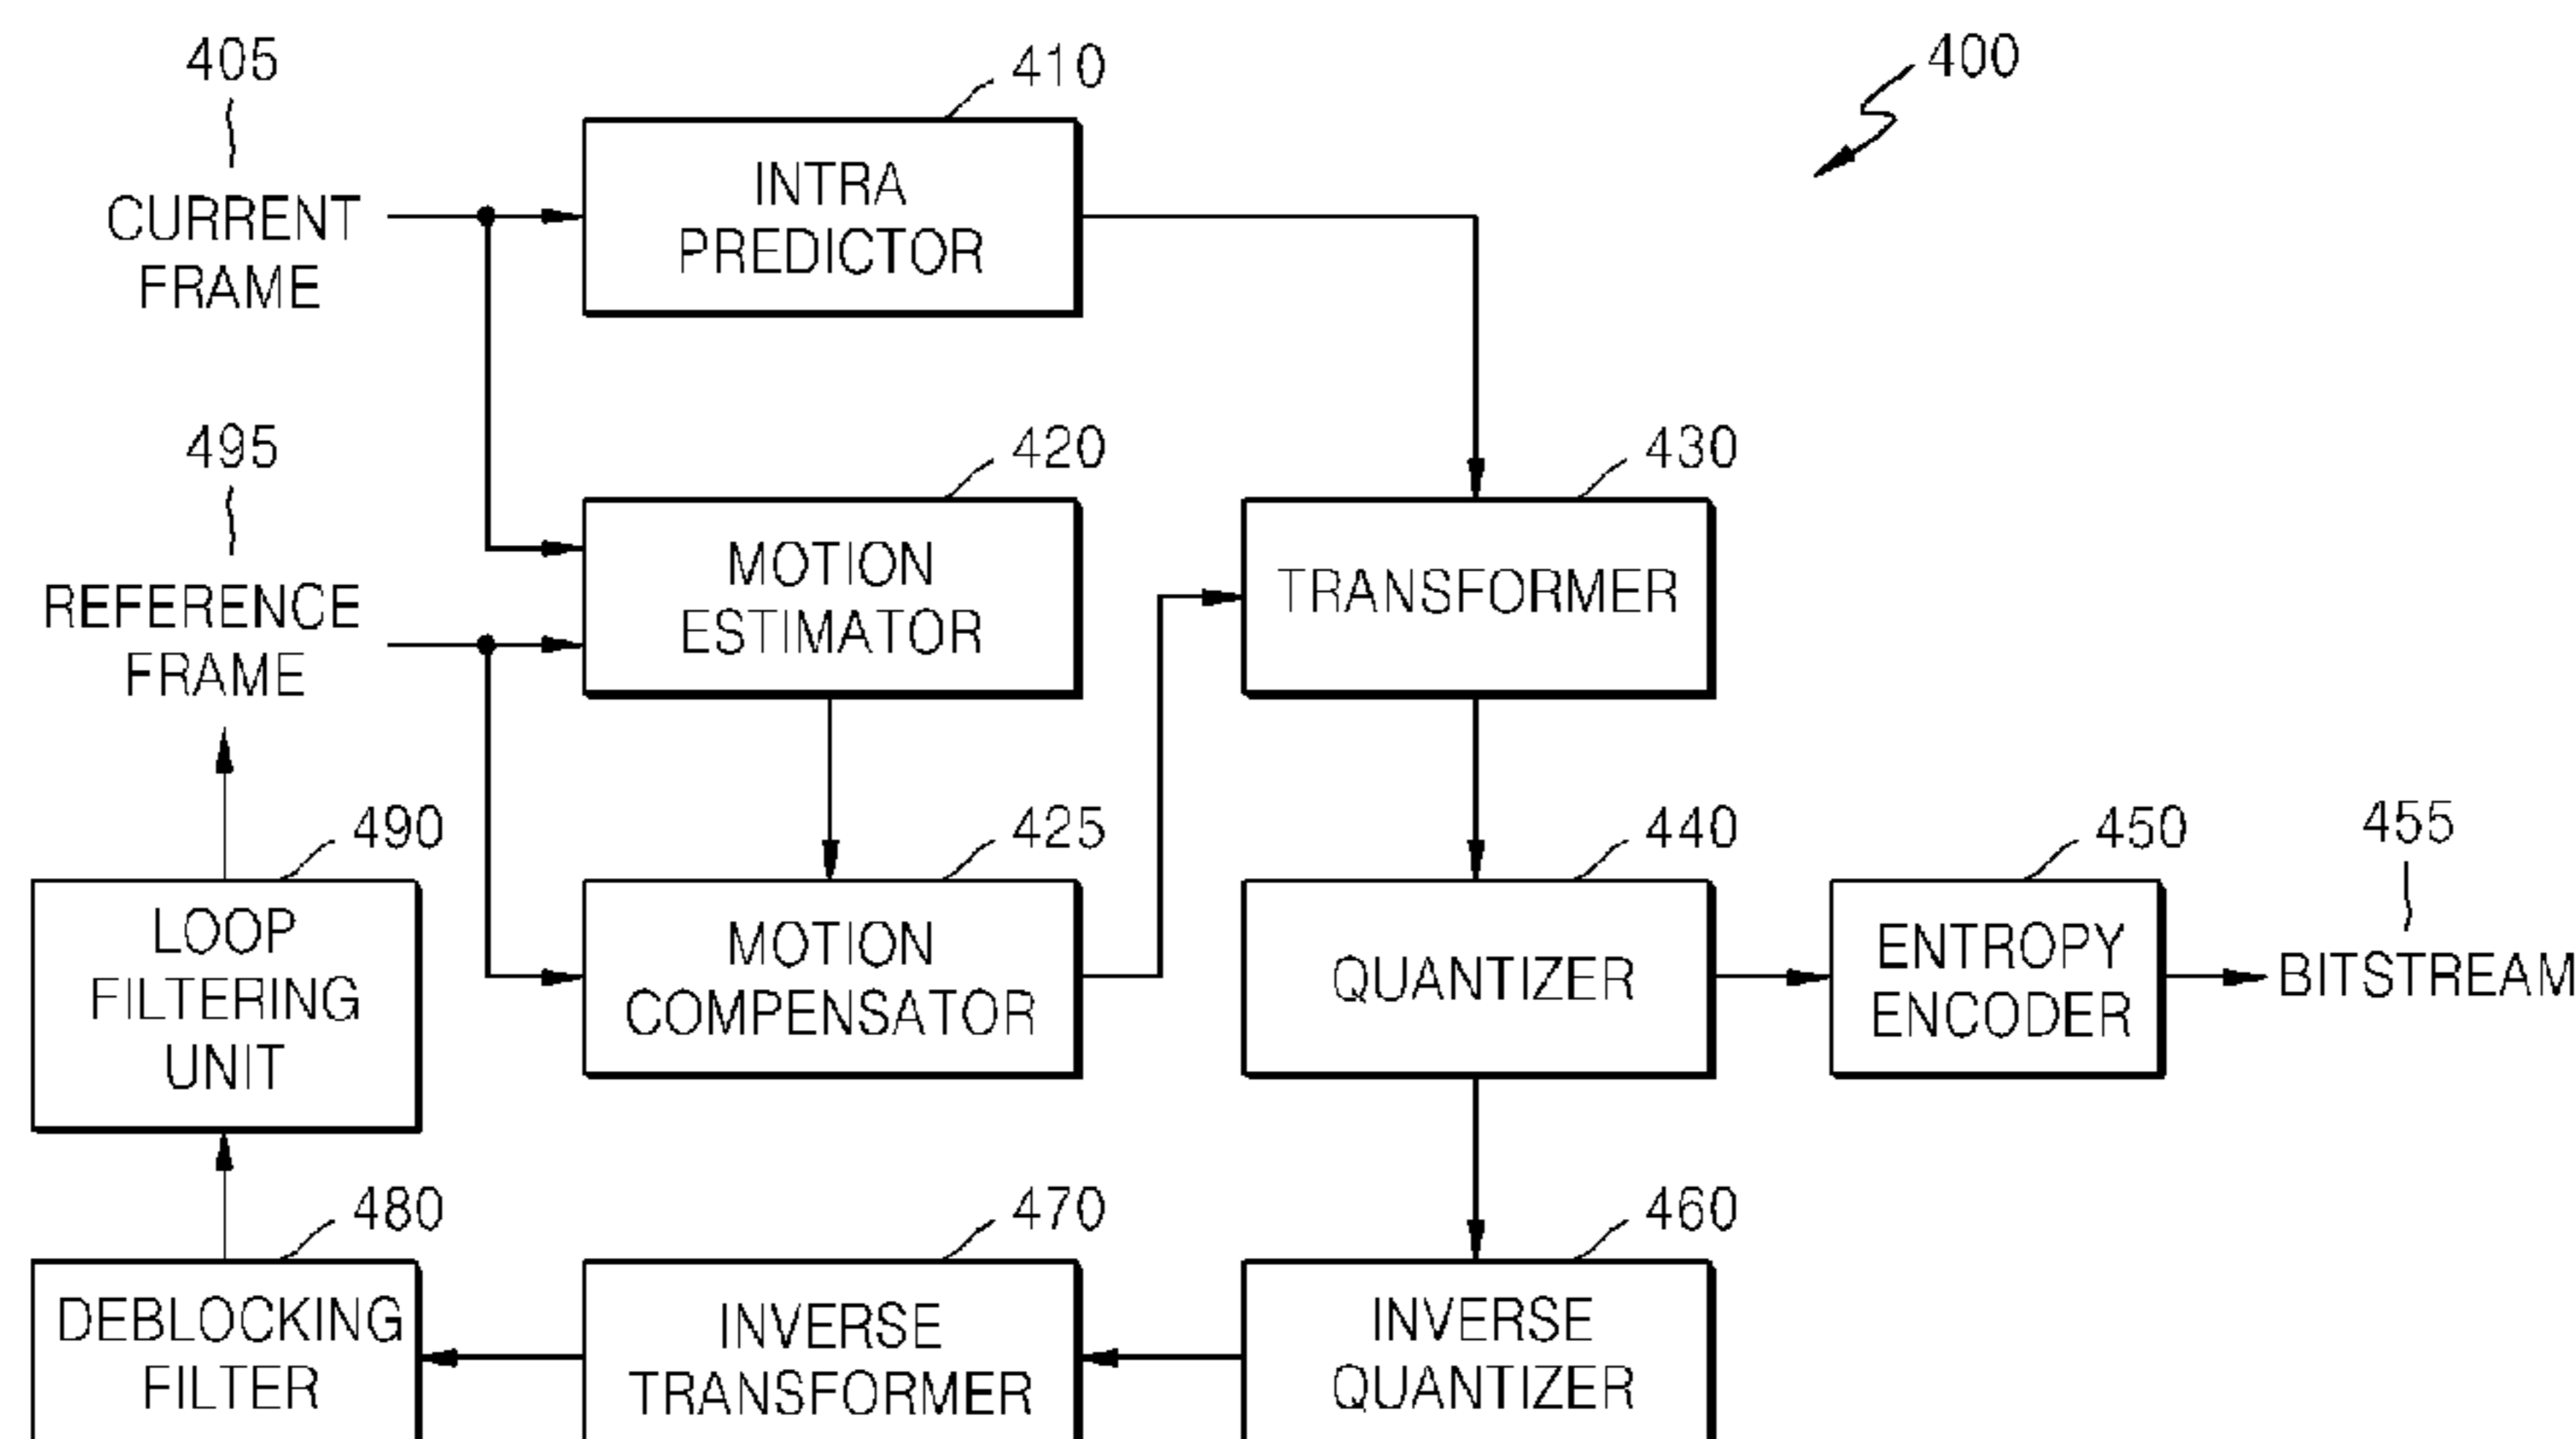 405
410
400
CURRENT
FRAME
INTRA
PREDICTOR
495
420
430
REFERENCE
FRAME
MOTION
ESTIMATOR
TRANSFORMER
490
425
440
450
455
LOOP
FILTERING
UNIT
MOTION
COMPENSATOR
QUANTIZER
ENTROPY
ENCODER
BITSTREAM
480
470
460
DEBLOCKING
FILTER
INVERSE
TRANSFORMER
INVERSE
QUANTIZER